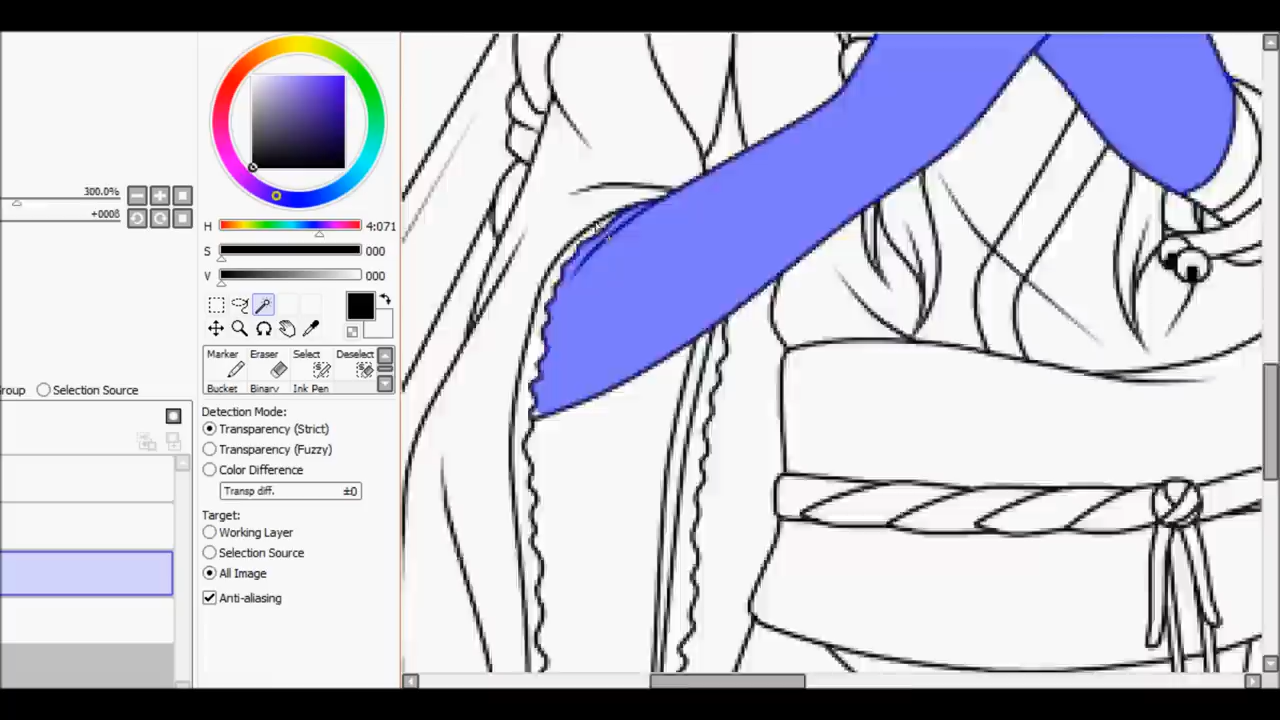 300.0%
+0008
H 4:071
S 000
V 000
Marker Eraser Select Deselect
Bucket Binary Ink Pen
roup Selection Source
Detection Mode:
Transparency (Strict)
Transparency (Fuzzy)
Color Difference
Transp diff. ±0
Target:
Working Layer
Selection Source
All Image
Anti-aliasing